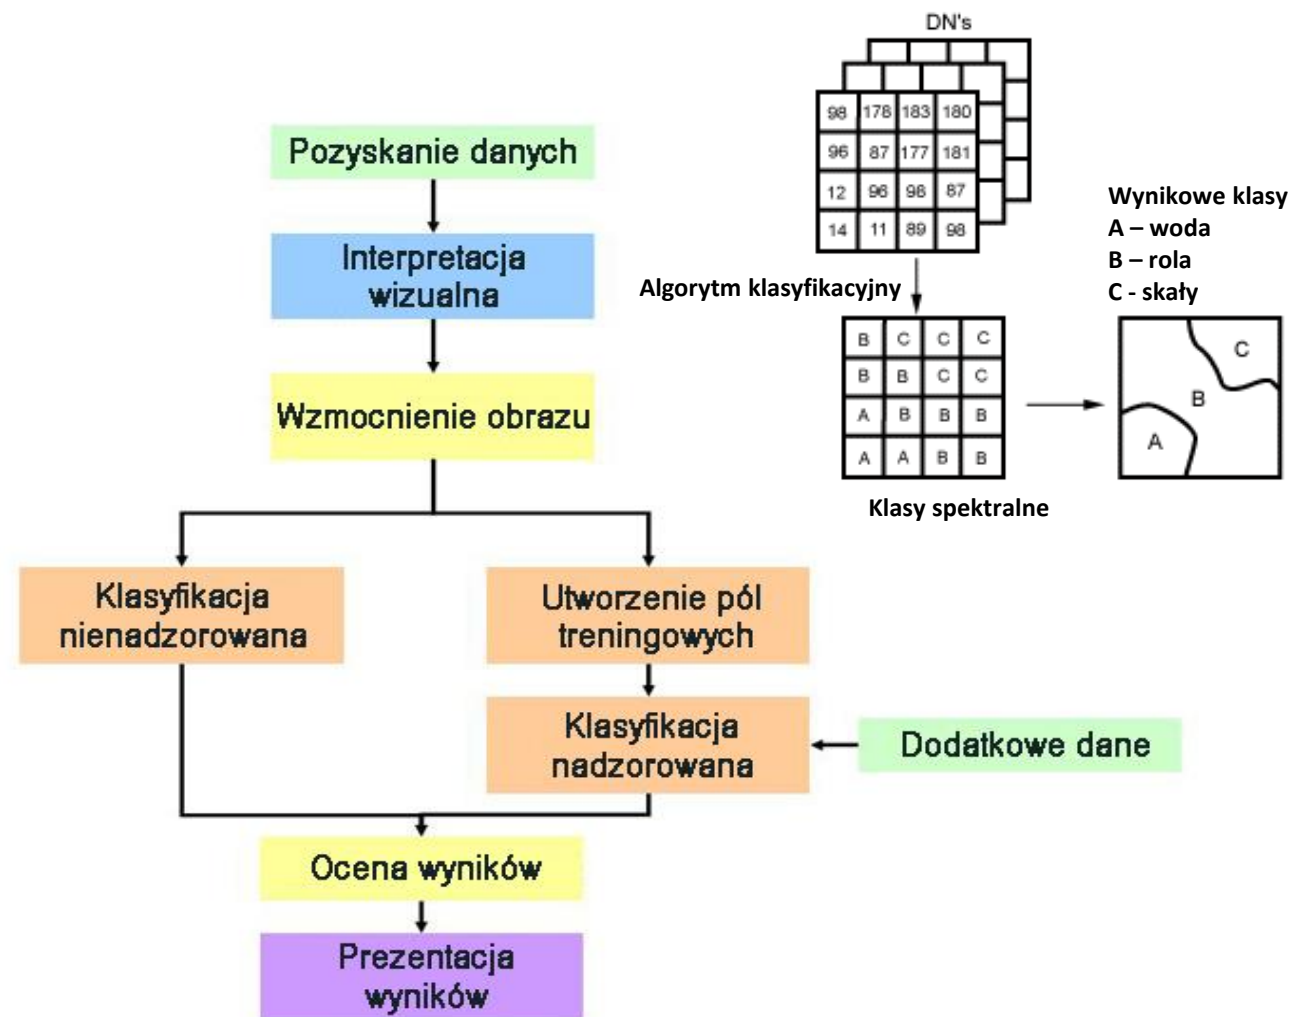 DN's
98 178 183 180
96 87 177 181
12 96 98 87
14 11 89 98
Algorytm klasyfikacyjny
B C C C
B B C C
A B B B
A A B B
Klasy spektralne
Wynikowe klasy
A – woda
B – rola
C - skały
C
B
A
Pozyskanie danych
Interpretacja
wizualna
Wzmocnienie obrazu
Klasyfikacja
nienadzorowana
Utworzenie pól
treningowych
Klasyfikacja
nadzorowana
Dodatkowe dane
Ocena wyników
Prezentacja
wyników